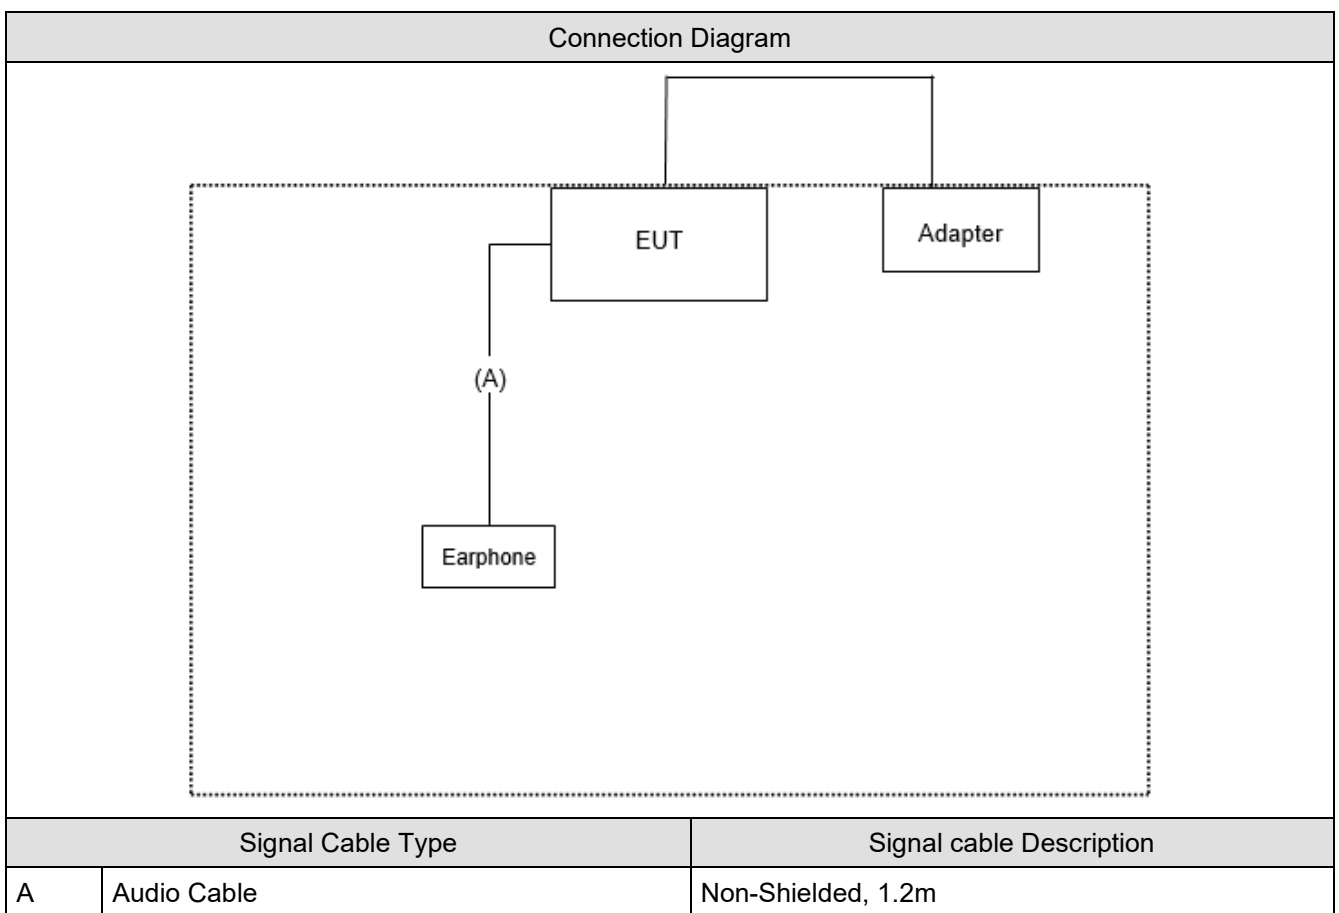 Connection Diagram
EUT
Adapter
(A)
Earphone
Signal Cable Type Signal cable Description
A Audio Cable Non-Shielded, 1.2m